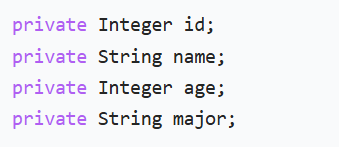 private Integer id;
private String name;
private Integer age;
private String major;